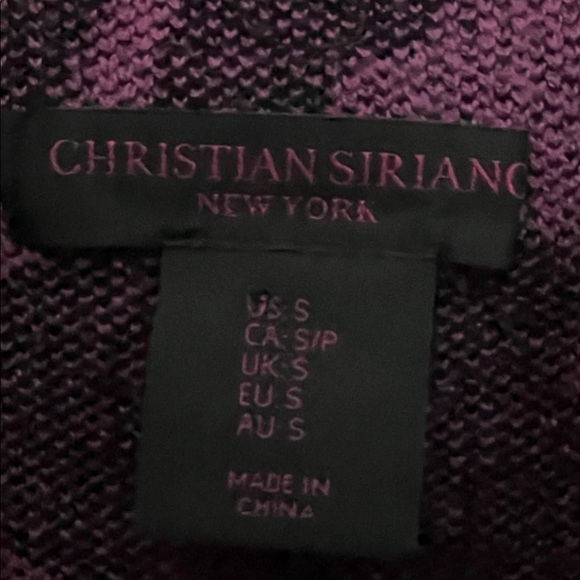 CHRISTIAN SIRIANO
NEW YORK
US: S
CA: S/P
UK: S
EU: S
AU: S
MADE IN
CHINA